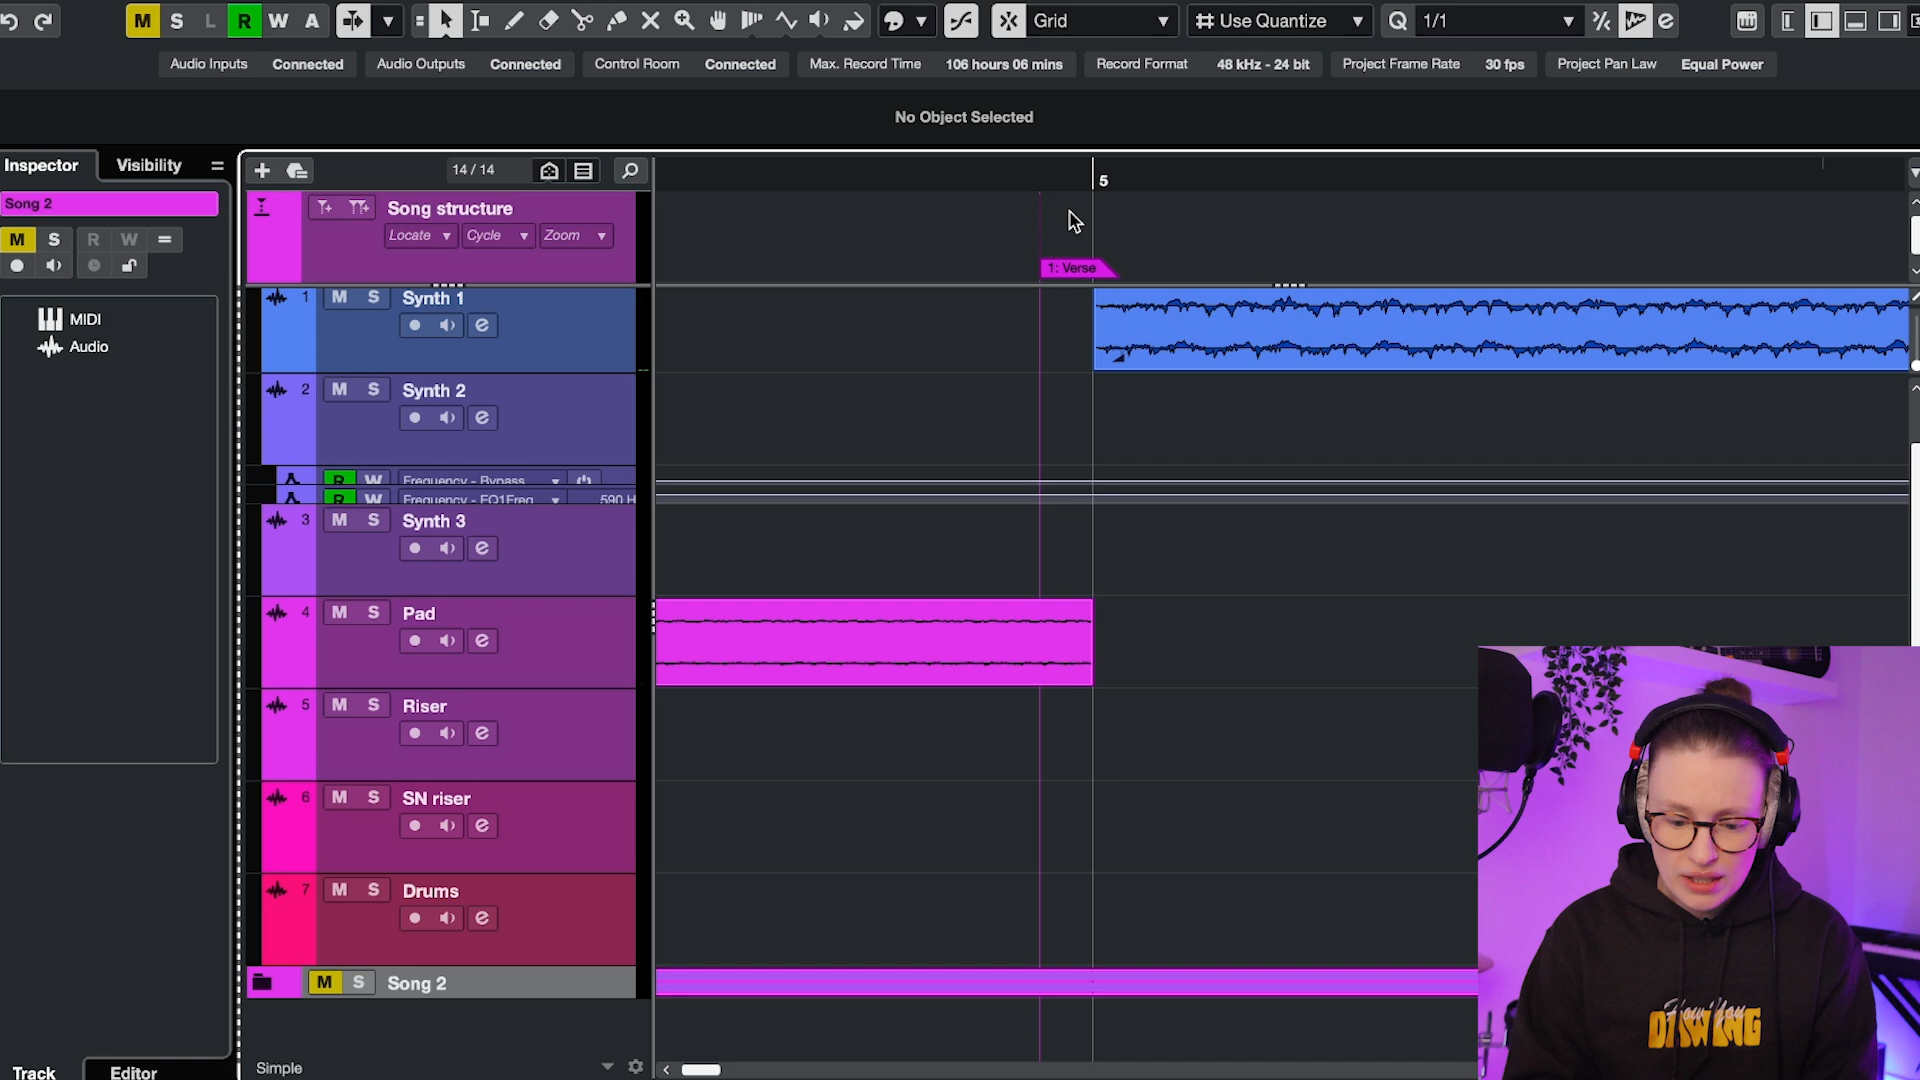 M S L R W A Grid Use Quantize Q 1/1
Audio Inputs Connected Audio Outputs Connected Control Room Connected Max. Record Time 106 hours 06 mins Record Format 48 kHz - 24 bit Project Frame Rate 30 fps Project Pan Law Equal Power
No Object Selected
Inspector Visibility 14 / 14 5
Song 2
M S R W
MIDI
Audio
Song structure
Locate Cycle Zoom
1: Verse
1 M S Synth 1
2 M S Synth 2
R W Frequency - Bypass
R W Frequency - EQ1Freq 590 H
3 M S Synth 3
4 M S Pad
5 M S Riser
6 M S SN riser
7 M S Drums
M S Song 2
Simple
Track Editor